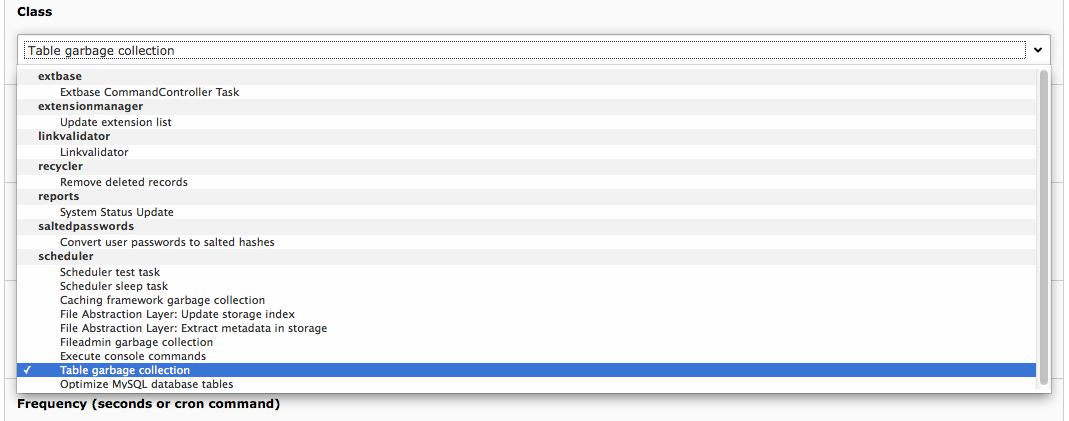 Class
Table garbage collection
extbase
Extbase CommandController Task
extensionmanager
Update extension list
linkvalidator
Linkvalidator
recycler
Remove deleted records
reports
System Status Update
saltedpasswords
Convert user passwords to salted hashes
scheduler
Scheduler test task
Scheduler sleep task
Caching framework garbage collection
File Abstraction Layer: Update storage index
File Abstraction Layer: Extract metadata in storage
Fileadmin garbage collection
Execute console commands
✓ Table garbage collection
Optimize MySQL database tables
Frequency (seconds or cron command)